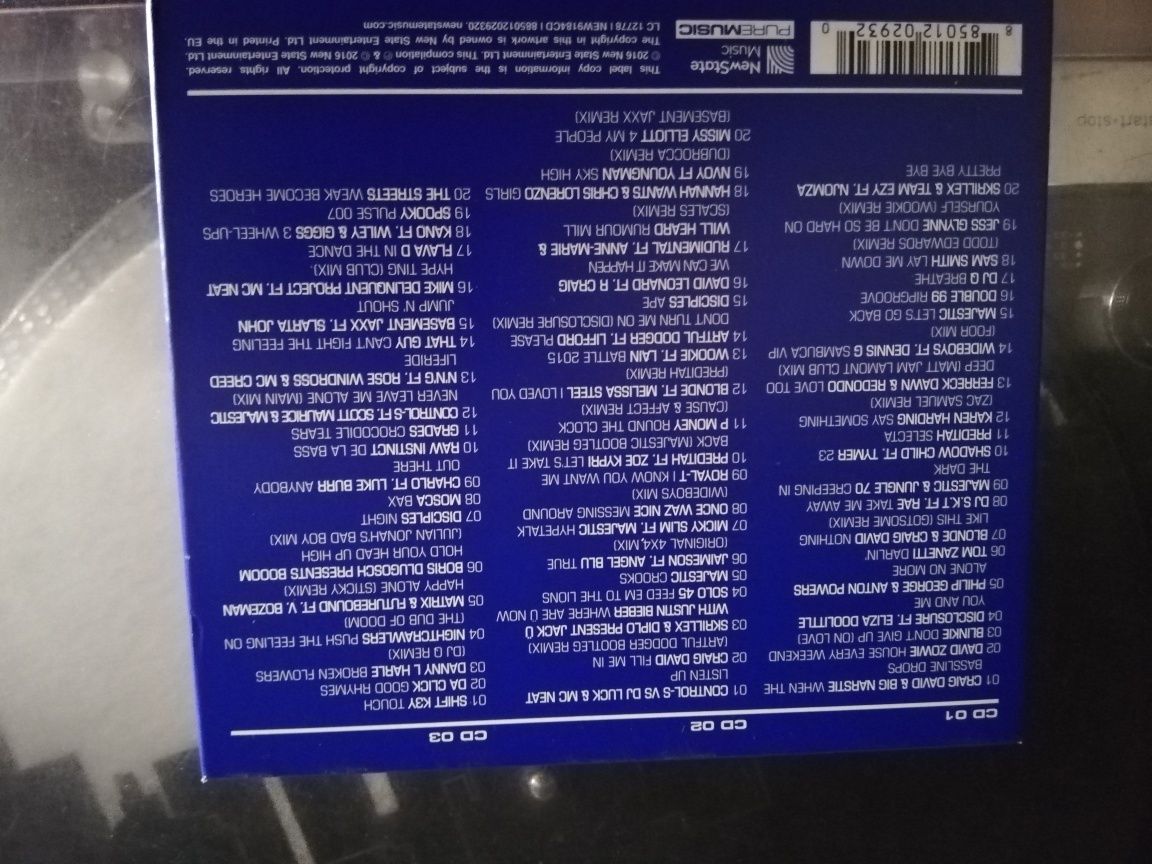 CD 01
01 CRAIG DAVID & BIG NARSTIE WHEN THE
BASSLINE DROPS
02 DAVID ZOWIE HOUSE EVERY WEEKEND
03 BLINKIE DON'T GIVE UP (ON LOVE)
04 DISCLOSURE FT. ELIZA DOOLITTLE
YOU AND ME
05 PHILIP GEORGE & ANTON POWERS
ALONE NO MORE
06 TOM ZANETTI DARLIN'
07 BLONDE & CRAIG DAVID NOTHING
LIKE THIS (GOTSOME REMIX)
08 DJ S.K.T FT. RAE TAKE ME AWAY
09 MAJESTIC & JUNGLE 70 CREEPING IN
THE DARK
10 SHADOW CHILD FT. TYMER 23
11 PREDITAH SELECTA
12 KAREN HARDING SAY SOMETHING
(ZAC SAMUEL REMIX)
13 FERRECK DAWN & REDONDO LOVE TOO
DEEP (MATT JAM LAMONT CLUB MIX)
14 WIDEBOYS FT. DENNIS G SAMBUCA VIP
(FOOR MIX)
15 MAJESTIC LET'S GO BACK
16 DOUBLE 99 RIPGROOVE
17 DJ Q BREATHE
18 SAM SMITH LAY ME DOWN
(TODD EDWARDS REMIX)
19 JESS GLYNNE DON'T BE SO HARD ON
YOURSELF (WOOKIE REMIX)
20 SKRILLEX & TEAM EZY FT. NJOMZA
PRETTY BYE BYE
CD 02
01 CONTROL-S VS DJ LUCK & MC NEAT
LISTEN UP
02 CRAIG DAVID FILL ME IN
(ARTFUL DODGER BOOTLEG REMIX)
03 SKRILLEX & DIPLO PRESENT JACK Ü
WITH JUSTIN BIEBER WHERE ARE Ü NOW
04 SOLO 45 FEED EM TO THE LIONS
05 MAJESTIC CROOKS
06 JAIMESON FT. ANGEL BLU TRUE
(ORIGINAL 4X4 MIX)
07 MICKY SLIM FT. MAJESTIC HYPETALK
08 ONCE WAZ NICE MESSING AROUND
(WIDEBOYS MIX)
09 ROYAL-T I KNOW YOU WANT ME
10 PREDITAH FT. ZOE KYPRI LET'S TAKE IT
BACK (MAJESTIC BOOTLEG REMIX)
11 P MONEY ROUND THE CLOCK
(CAUSE & AFFECT REMIX)
12 BLONDE FT. MELISSA STEEL I LOVED YOU
(PREDITAH REMIX)
13 WOOKIE FT. LAIN BATTLE 2015
14 ARTFUL DODGER FT. LIFFORD PLEASE
DON'T TURN ME ON (DISCLOSURE REMIX)
15 DISCIPLES APE
16 DAVID LEONARD FT. R CRAIG
WE CAN MAKE IT HAPPEN
17 RUDIMENTAL FT. ANNE-MARIE &
WILL HEARD RUMOUR MILL
(SCALES REMIX)
18 HANNAH WANTS & CHRIS LORENZO GIRLS
19 NVOY FT YOUNGMAN SKY HIGH
(DUBROCCA REMIX)
20 MISSY ELLIOTT 4 MY PEOPLE
(BASEMENT JAXX REMIX)
CD 03
01 SHIFT K3Y TOUCH
02 DA CLICK GOOD RHYMES
03 DANNY L HARLE BROKEN FLOWERS
(DJ Q REMIX)
04 NIGHTCRAWLERS PUSH THE FEELING ON
(THE DUB OF DOOM)
05 MATRIX & FUTUREBOUND FT. V. BOZEMAN
HAPPY ALONE (STICKY REMIX)
06 BORIS DLUGOSCH PRESENTS BOOOM
HOLD YOUR HEAD UP HIGH
(JULIAN JONAH'S BAD BOY MIX)
07 DISCIPLES NIGHT
08 MOSCA BAX
09 CHARLO FT. LUKE BURR ANYBODY
OUT THERE
10 RAW INSTINCT DE LA BASS
11 GRADES CROCODILE TEARS
12 CONTROL-S FT. SCOTT MAURICE & MAJESTIC
NEVER LEAVE ME ALONE (MAIN MIX)
13 N'N'G FT. ROSE WINDROSS & MC CREED
LIFERIDE
14 THAT GUY CAN'T FIGHT THE FEELING
15 BASEMENT JAXX FT. SLARTA JOHN
JUMP N' SHOUT
16 MIKE DELINQUENT PROJECT FT. MC NEAT
HYPE TING (CLUB MIX).
17 FLAVA D IN THE DANCE
18 KANO FT. WILEY & GIGGS 3 WHEEL-UPS
19 SPOOKY PULSE 007
20 THE STREETS WEAK BECOME HEROES
8 85012 02932 0
NewState
Music
PUREMUSIC
This label copy information is the subject of copyright protection. All rights reserved.
© 2016 New State Entertainment Ltd. This compilation ℗ & © 2016 New State Entertainment Ltd.
The copyright in this artwork is owned by New State Entertainment Ltd. Printed in the EU.
LC 12778 I NEW9184CD I 885012029320. newstatemusic.com
start•stop